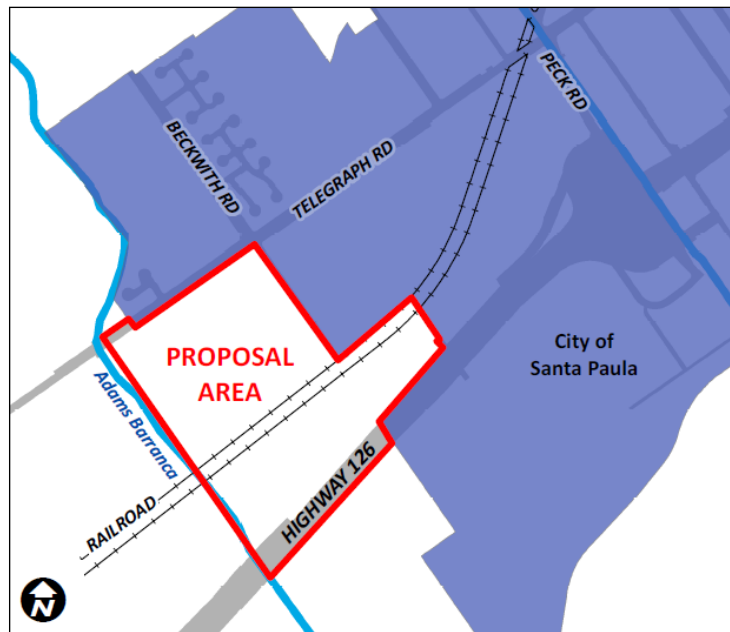 PECK RD
BECKWITH RD
TELEGRAPH RD
PROPOSAL
AREA
City of
Santa Paula
Adams Barranca
HIGHWAY 126
RAILROAD
N